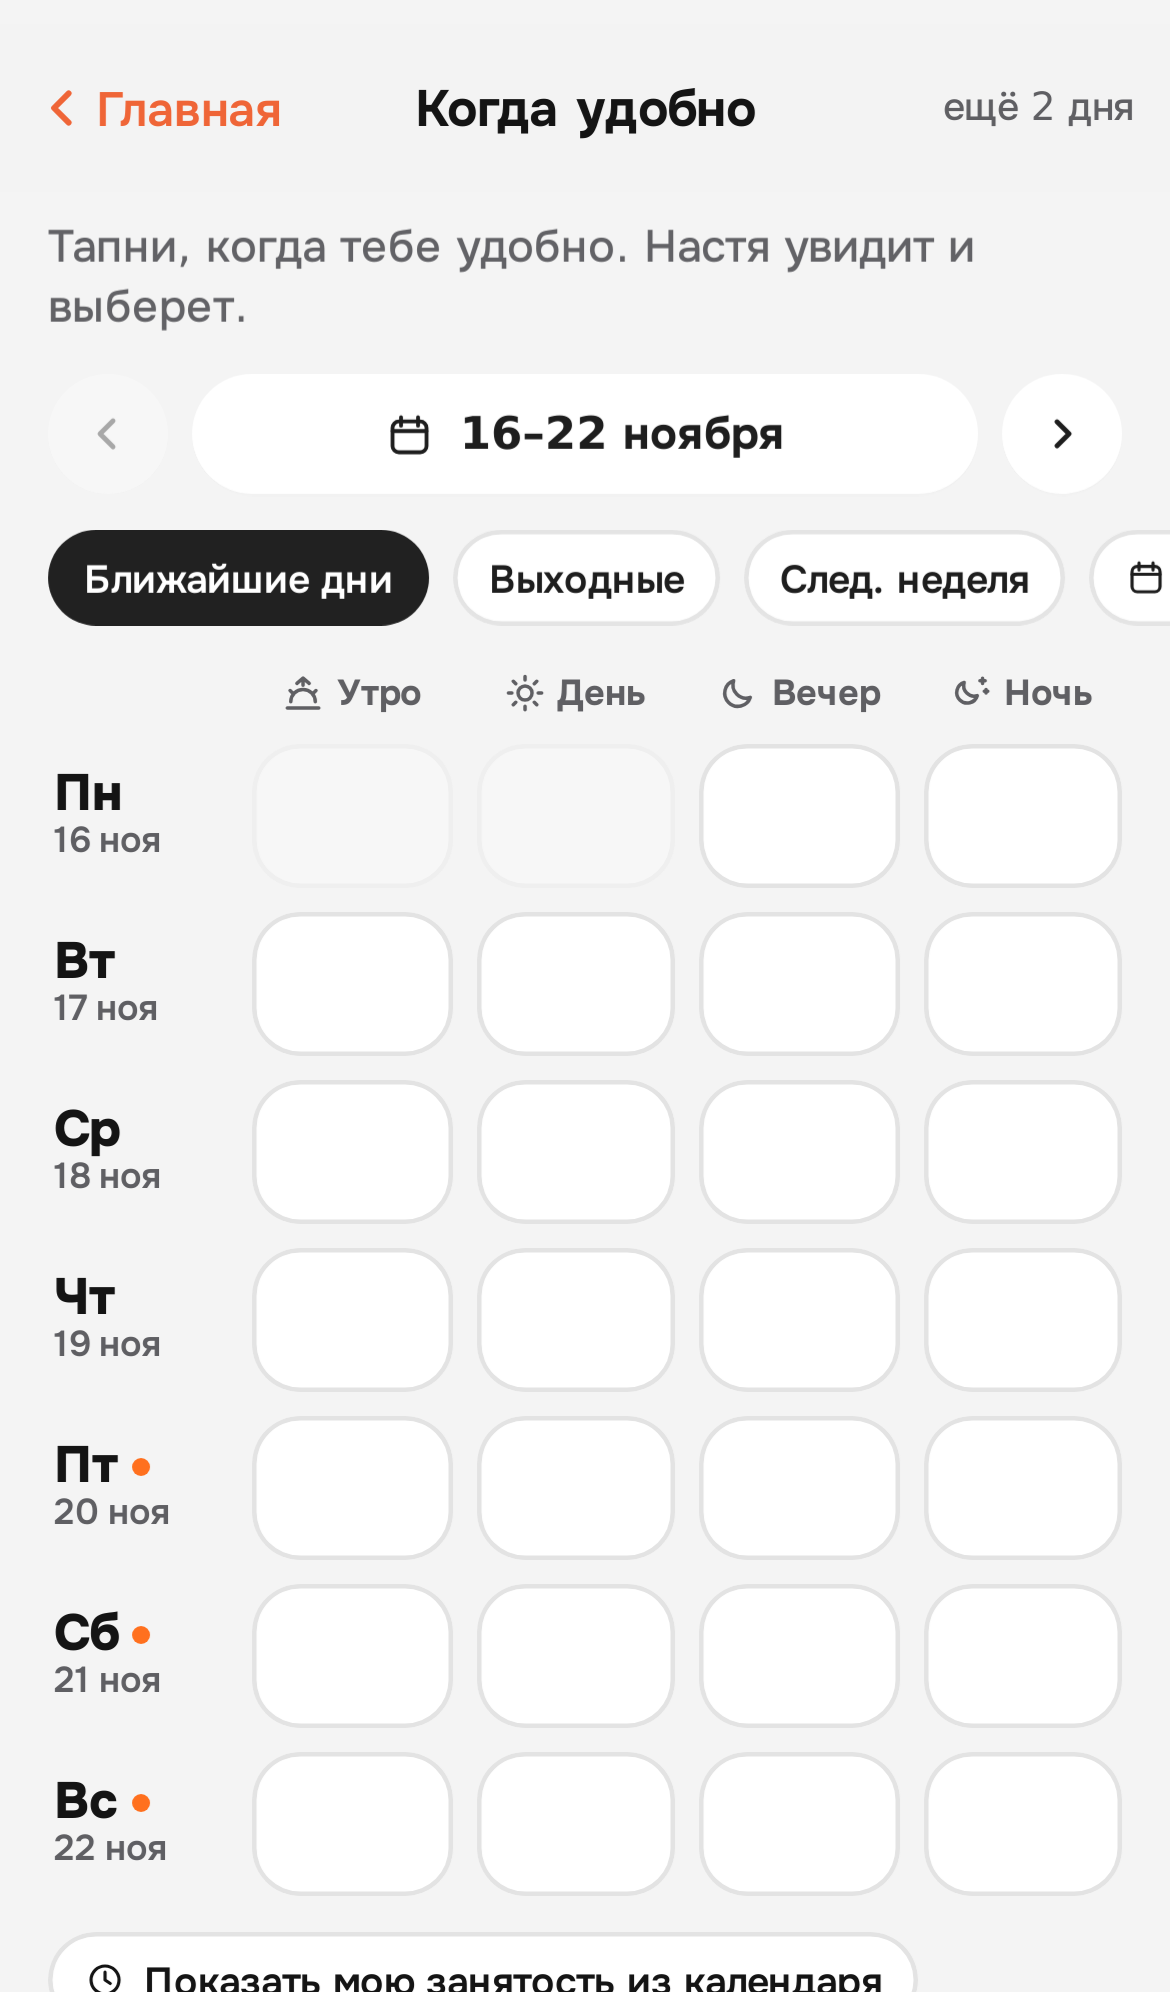 Главная
Когда удобно
ещё 2 дня
Тапни, когда тебе удобно. Настя увидит и
выберет.
16–22 ноября
Ближайшие дни
Выходные
След. неделя
Утро
День
Вечер
Ночь
Пн
16 ноя
Вт
17 ноя
Ср
18 ноя
Чт
19 ноя
Пт
20 ноя
Сб
21 ноя
Вс
22 ноя
Показать мою занятость из календаря